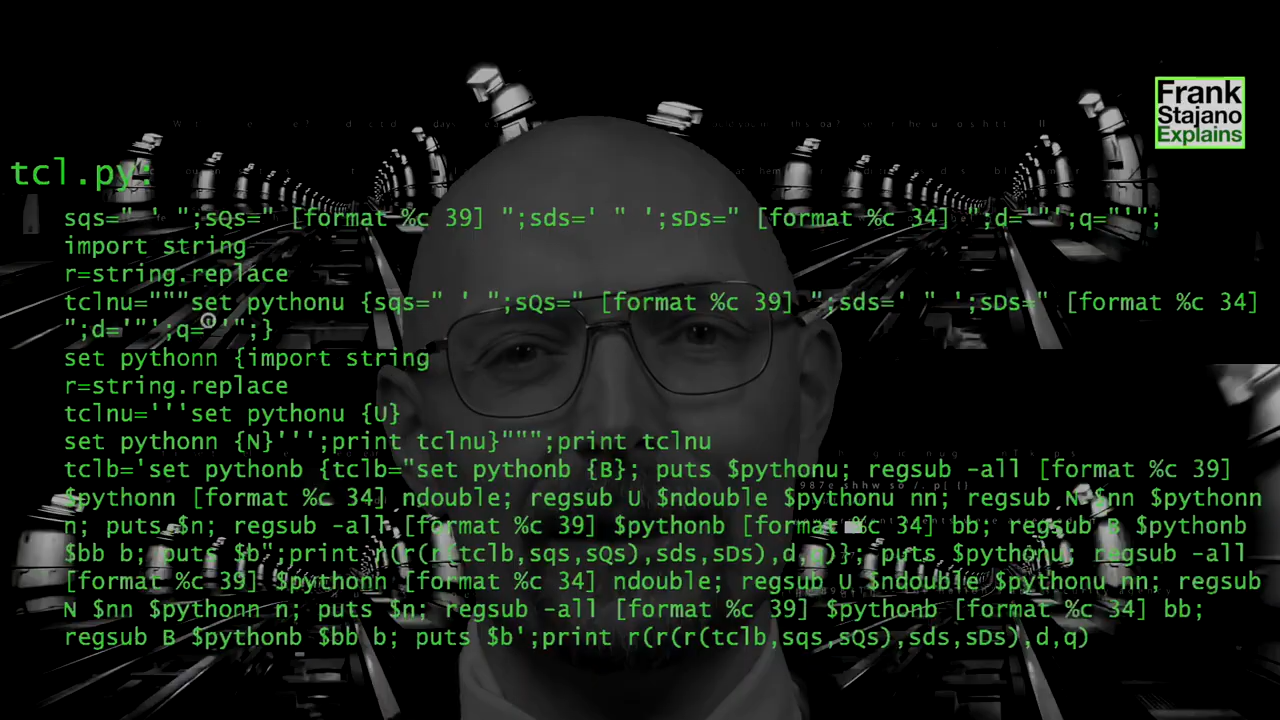 Frank
Stajano
Explains
tcl.py:
sqs=" ' ";sQs=" [format %c 39] ";sds=' " ';sDs=" [format %c 34] ";d='"';q="'";
import string
r=string.replace
tclnu="""set pythonu {sqs=" ' ";sQs=" [format %c 39] ";sds=' " ';sDs=" [format %c 34]
";d='"';q="'";}
set pythonn {import string
r=string.replace
tclnu='''set pythonu {U}
set pythonn {N}''';print tclnu}""";print tclnu
tclb='set pythonb {tclb="set pythonb {B}; puts $pythonu; regsub -all [format %c 39]
$pythonn [format %c 34] ndouble; regsub U $ndouble $pythonu nn; regsub N $nn $pythonn
n; puts $n; regsub -all [format %c 39] $pythonb [format %c 34] bb; regsub B $pythonb
$bb b; puts $b";print r(r(r(tclb,sqs,sQs),sds,sDs),d,q)}; puts $pythonu; regsub -all
[format %c 39] $pythonn [format %c 34] ndouble; regsub U $ndouble $pythonu nn; regsub
N $nn $pythonn n; puts $n; regsub -all [format %c 39] $pythonb [format %c 34] bb;
regsub B $pythonb $bb b; puts $b';print r(r(r(tclb,sqs,sQs),sds,sDs),d,q)